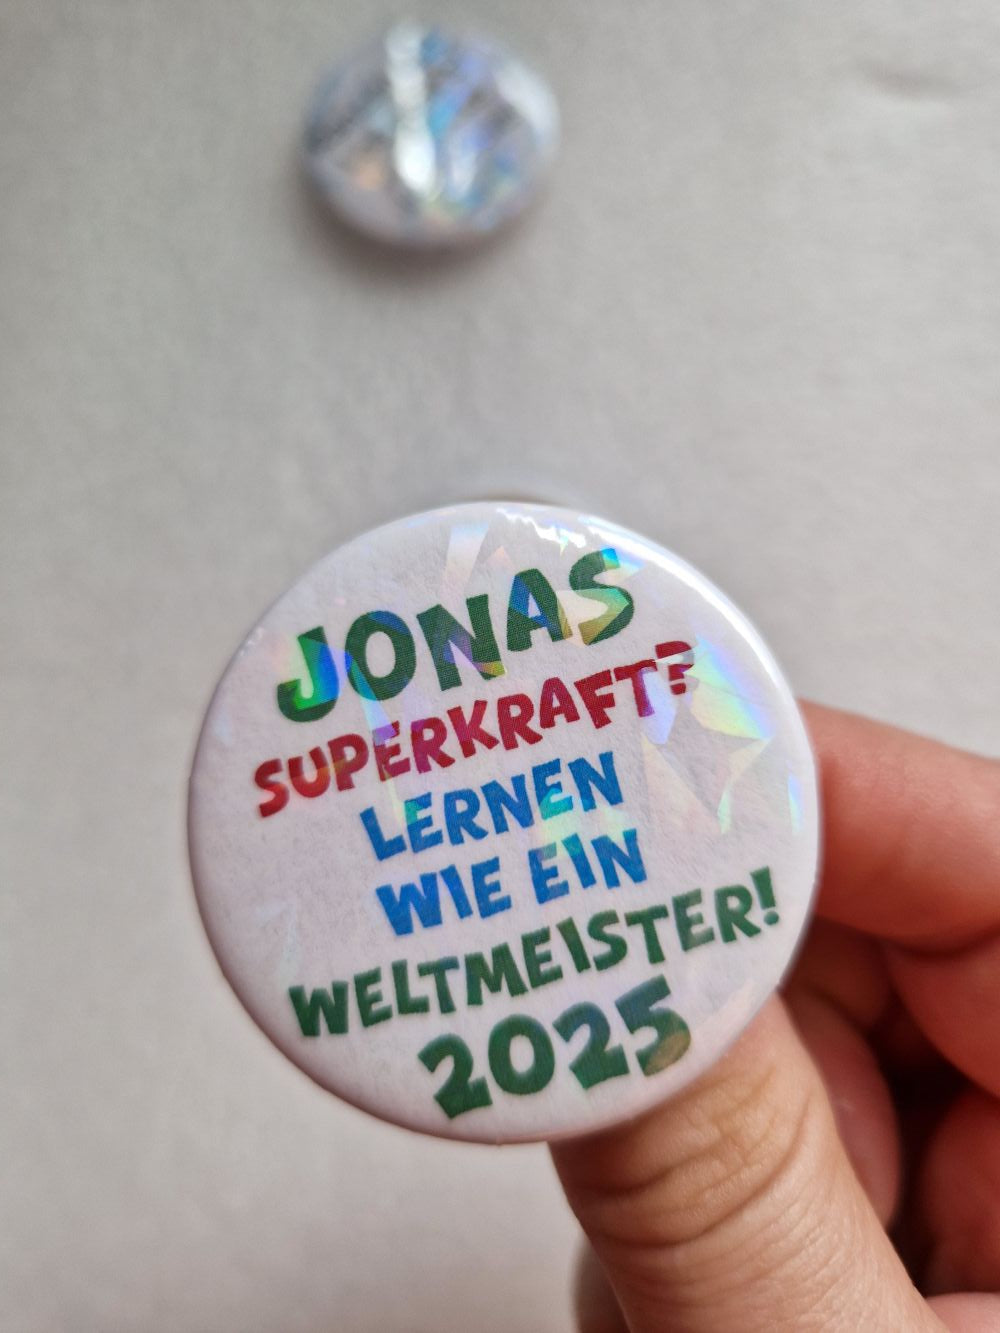 JONAS
SUPERKRAFT?
LERNEN
WIE EIN
WELTMEISTER!
2025